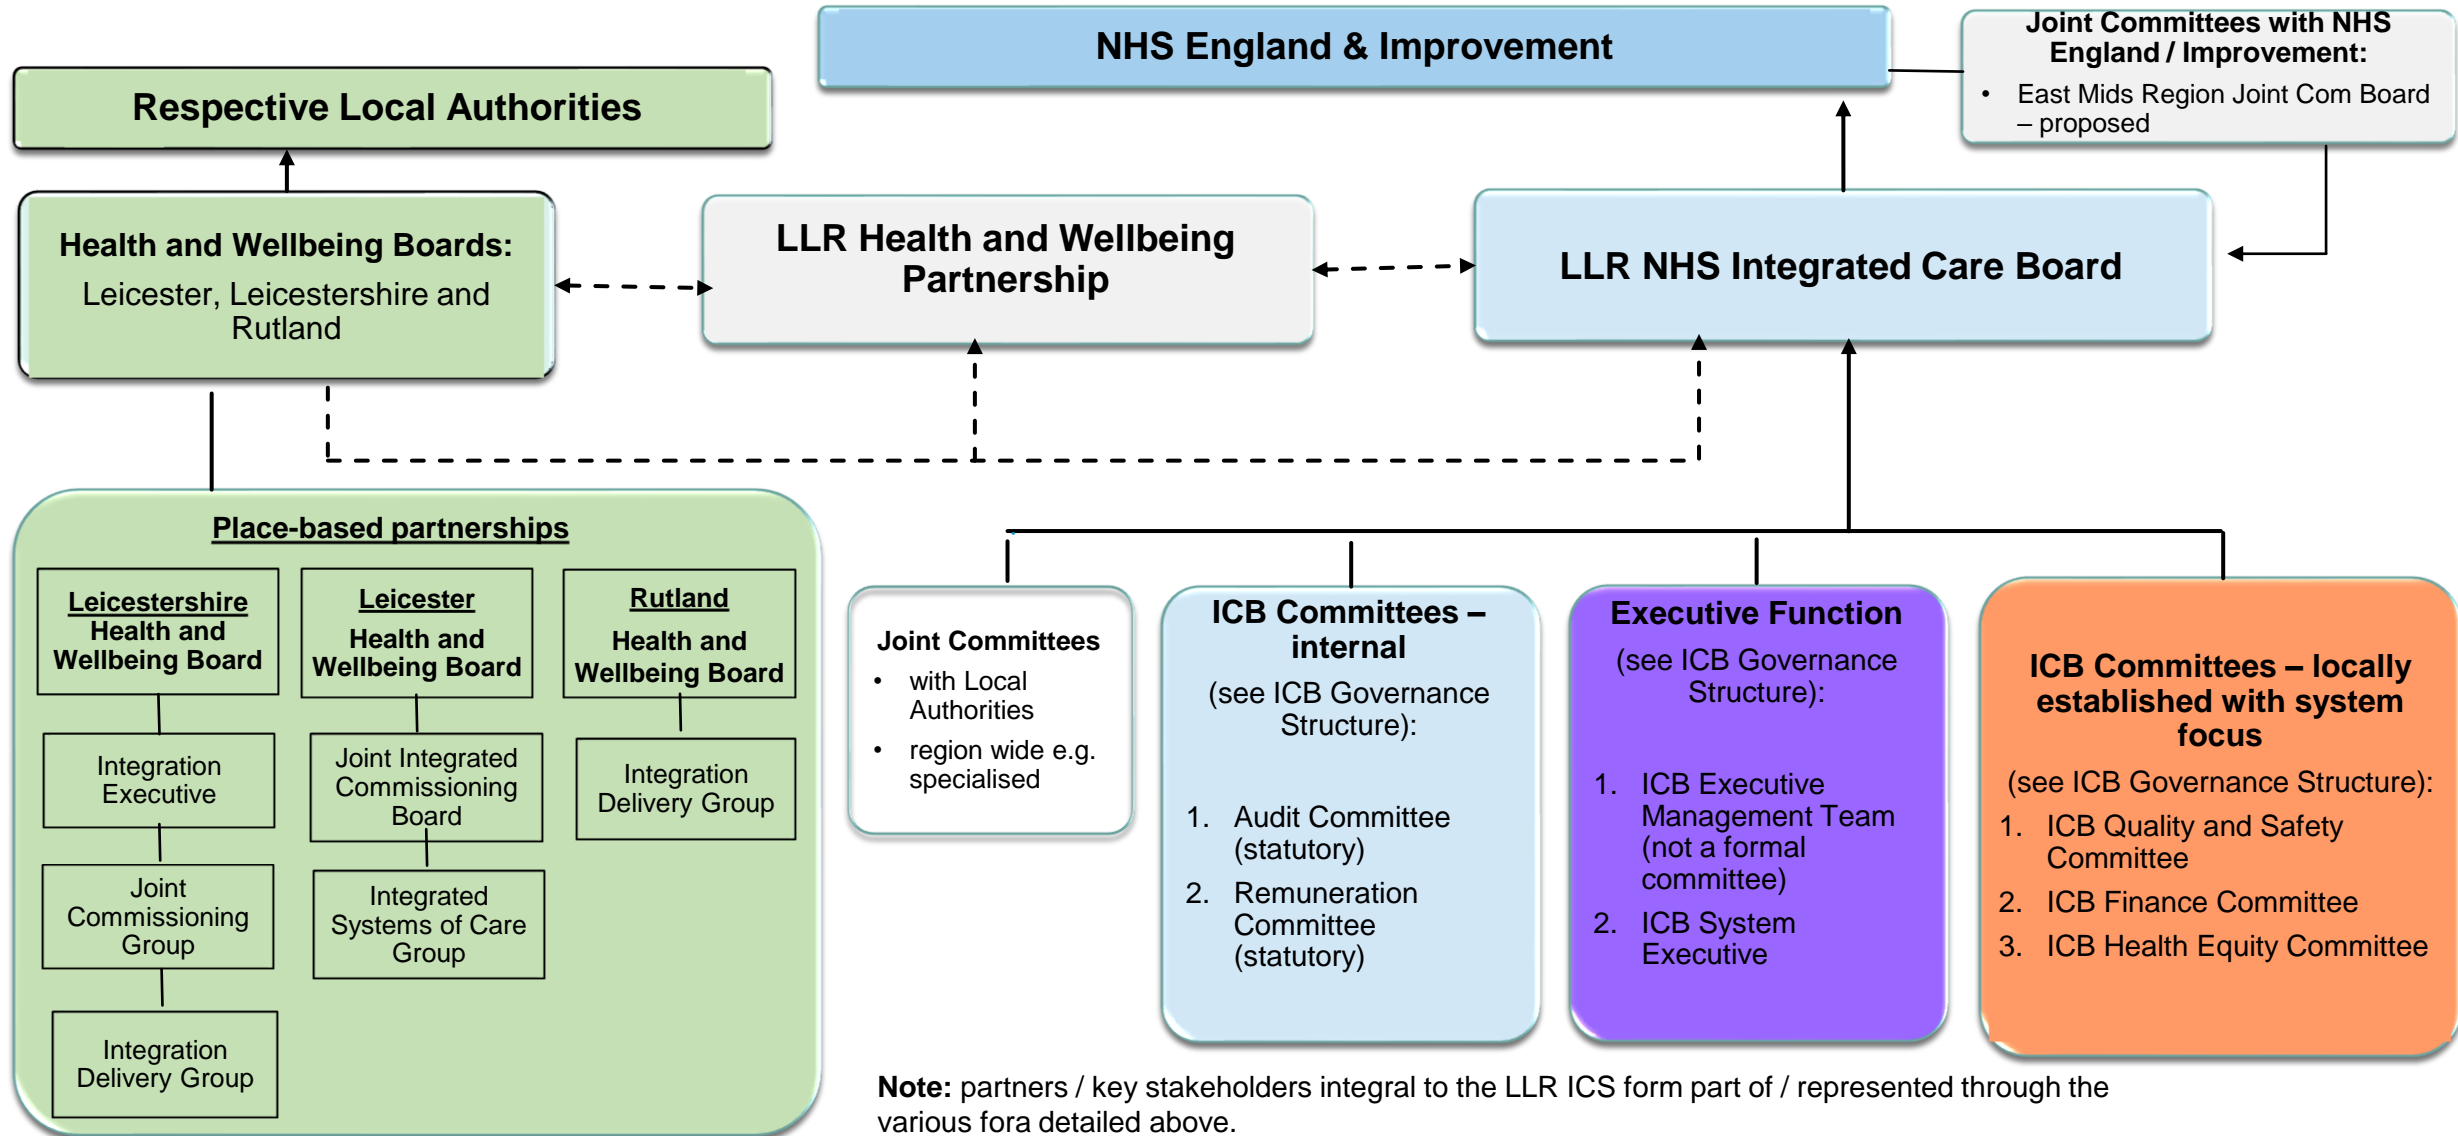 NHS England & Improvement
Joint Committees with NHS
England / Improvement:
• East Mids Region Joint Com Board
– proposed
Respective Local Authorities
Health and Wellbeing Boards:
Leicester, Leicestershire and
Rutland
LLR Health and Wellbeing
Partnership
LLR NHS Integrated Care Board
Place-based partnerships
Leicestershire
Health and
Wellbeing Board
Integration
Executive
Joint
Commissioning
Group
Integration
Delivery Group
Leicester
Health and
Wellbeing Board
Joint Integrated
Commissioning
Board
Integrated
Systems of Care
Group
Rutland
Health and
Wellbeing Board
Integration
Delivery Group
Joint Committees
• with Local
Authorities
• region wide e.g.
specialised
ICB Committees –
internal
(see ICB Governance
Structure):
1. Audit Committee
(statutory)
2. Remuneration
Committee
(statutory)
Executive Function
(see ICB Governance
Structure):
1. ICB Executive
Management Team
(not a formal
committee)
2. ICB System
Executive
ICB Committees – locally
established with system
focus
(see ICB Governance Structure):
1. ICB Quality and Safety
Committee
2. ICB Finance Committee
3. ICB Health Equity Committee
Note: partners / key stakeholders integral to the LLR ICS form part of / represented through the
various fora detailed above.